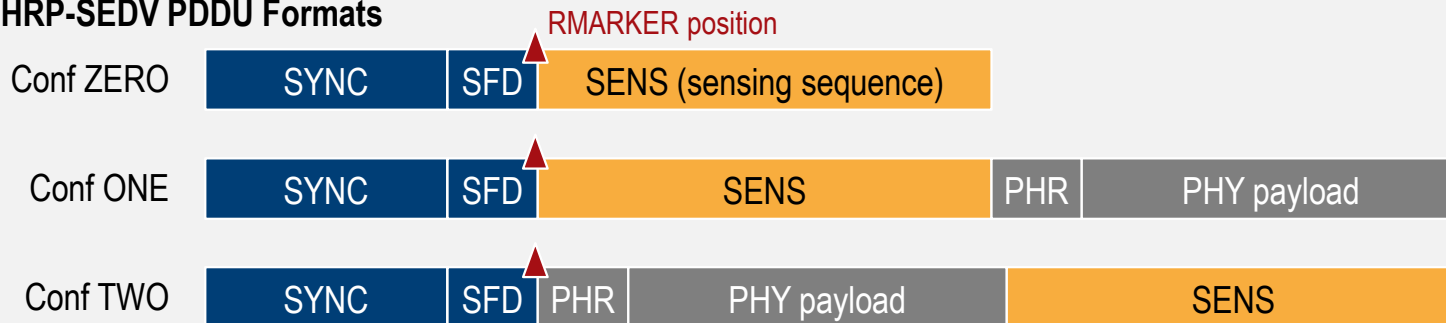 HRP-SEDV PDDU Formats
RMARKER position
Conf ZERO SYNC SFD SENS (sensing sequence)
Conf ONE SYNC SFD SENS PHR PHY payload
Conf TWO SYNC SFD PHR PHY payload SENS